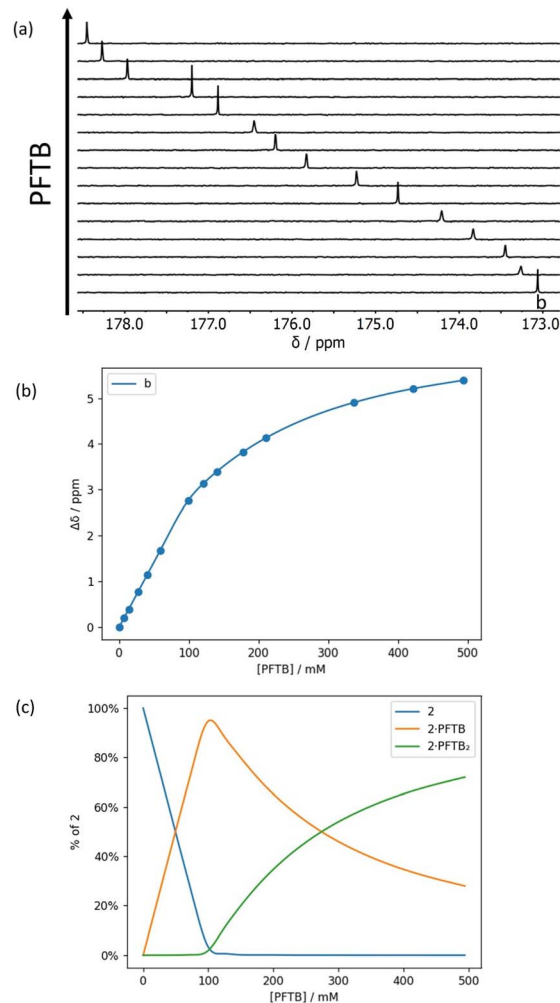 (a)
PFTB
b
178.0 177.0 176.0 175.0 174.0 173.0
δ / ppm
(b)
b
5
4
3
2
1
0
Δδ / ppm
0 100 200 300 400 500
[PFTB] / mM
(c)
2
2·PFTB
2·PFTB₂
100%
80%
60%
40%
20%
0%
% of 2
0 100 200 300 400 500
[PFTB] / mM